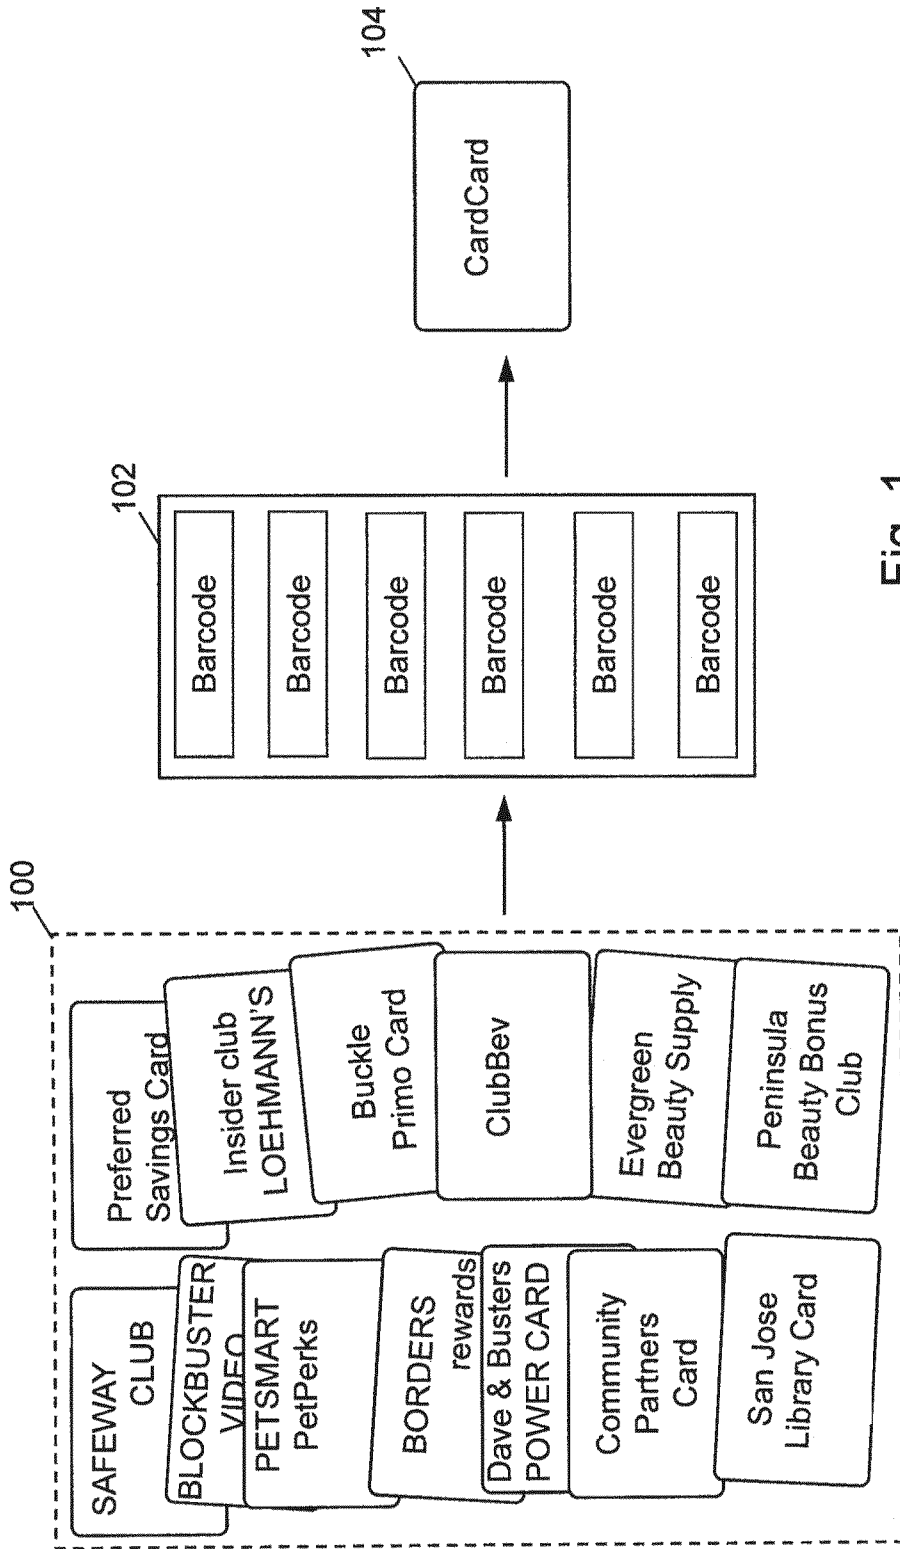 100
SAFEWAY
CLUB
BLOCKBUSTER
VIDEO
PETSMART
PetPerks
BORDERS
rewards
Dave & Busters
POWER CARD
Community
Partners
Card
San Jose
Library Card
Preferred
Savings Card
Insider club
LOEHMANN'S
Buckle
Primo Card
ClubBev
Evergreen
Beauty Supply
Peninsula
Beauty Bonus
Club
102
Barcode
Barcode
Barcode
Barcode
Barcode
Barcode
104
CardCard
Fig. 1